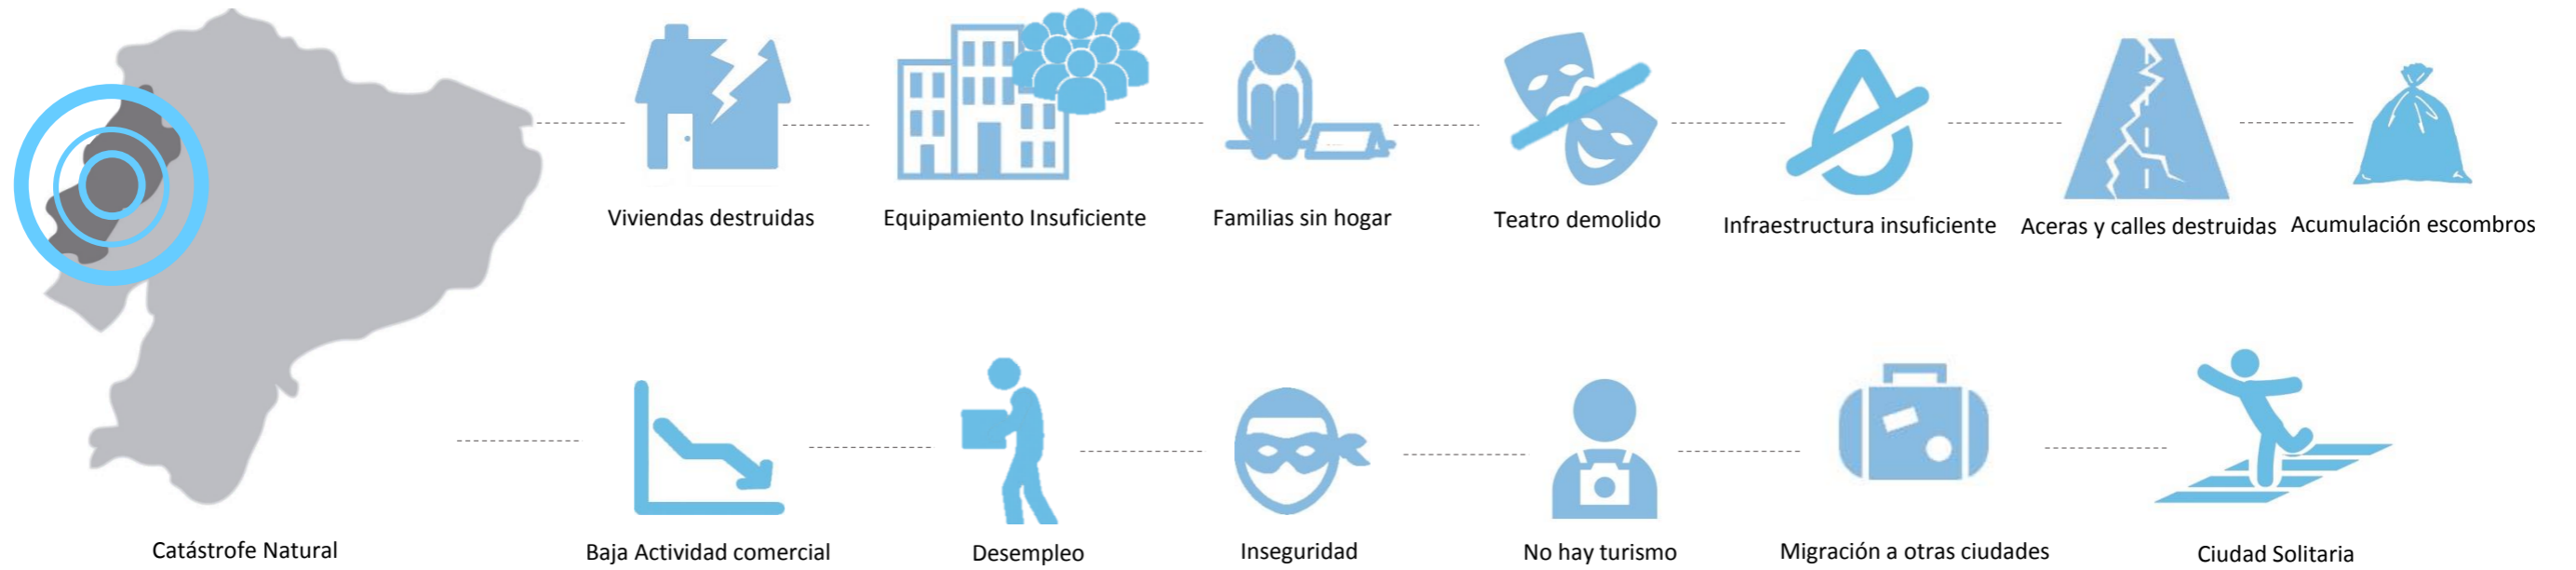 Viviendas destruidas
Equipamiento Insuficiente
Familias sin hogar
Teatro demolido
Infraestructura insuficiente
Aceras y calles destruidas
Acumulación escombros
Catástrofe Natural
Baja Actividad comercial
Desempleo
Inseguridad
No hay turismo
Migración a otras ciudades
Ciudad Solitaria